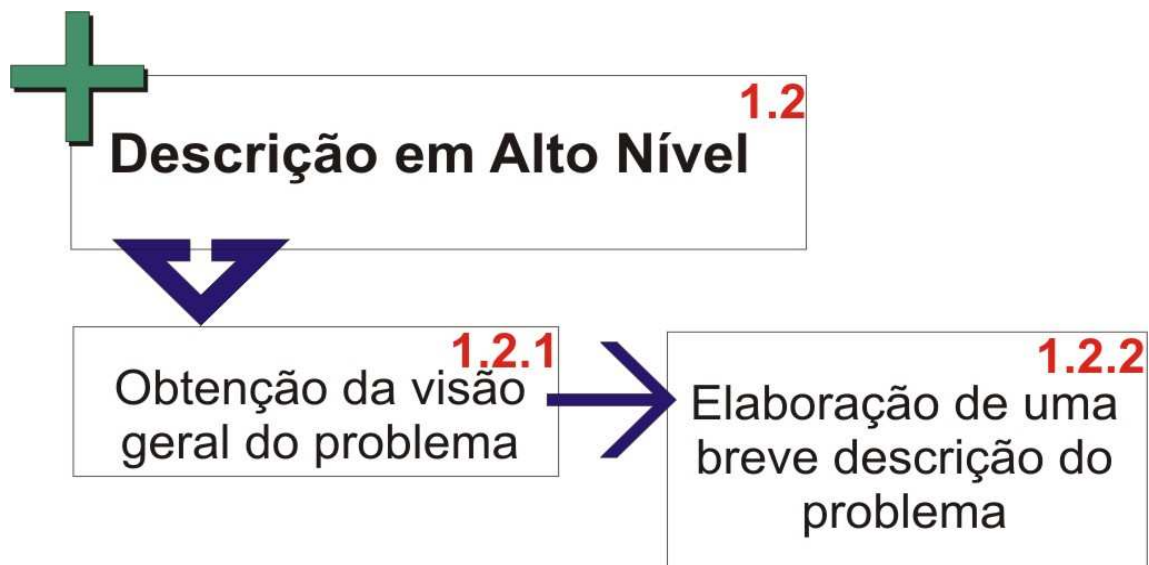 1.2
Descrição em Alto Nível
1.2.1
Obtenção da visão
geral do problema
1.2.2
Elaboração de uma
breve descrição do
problema